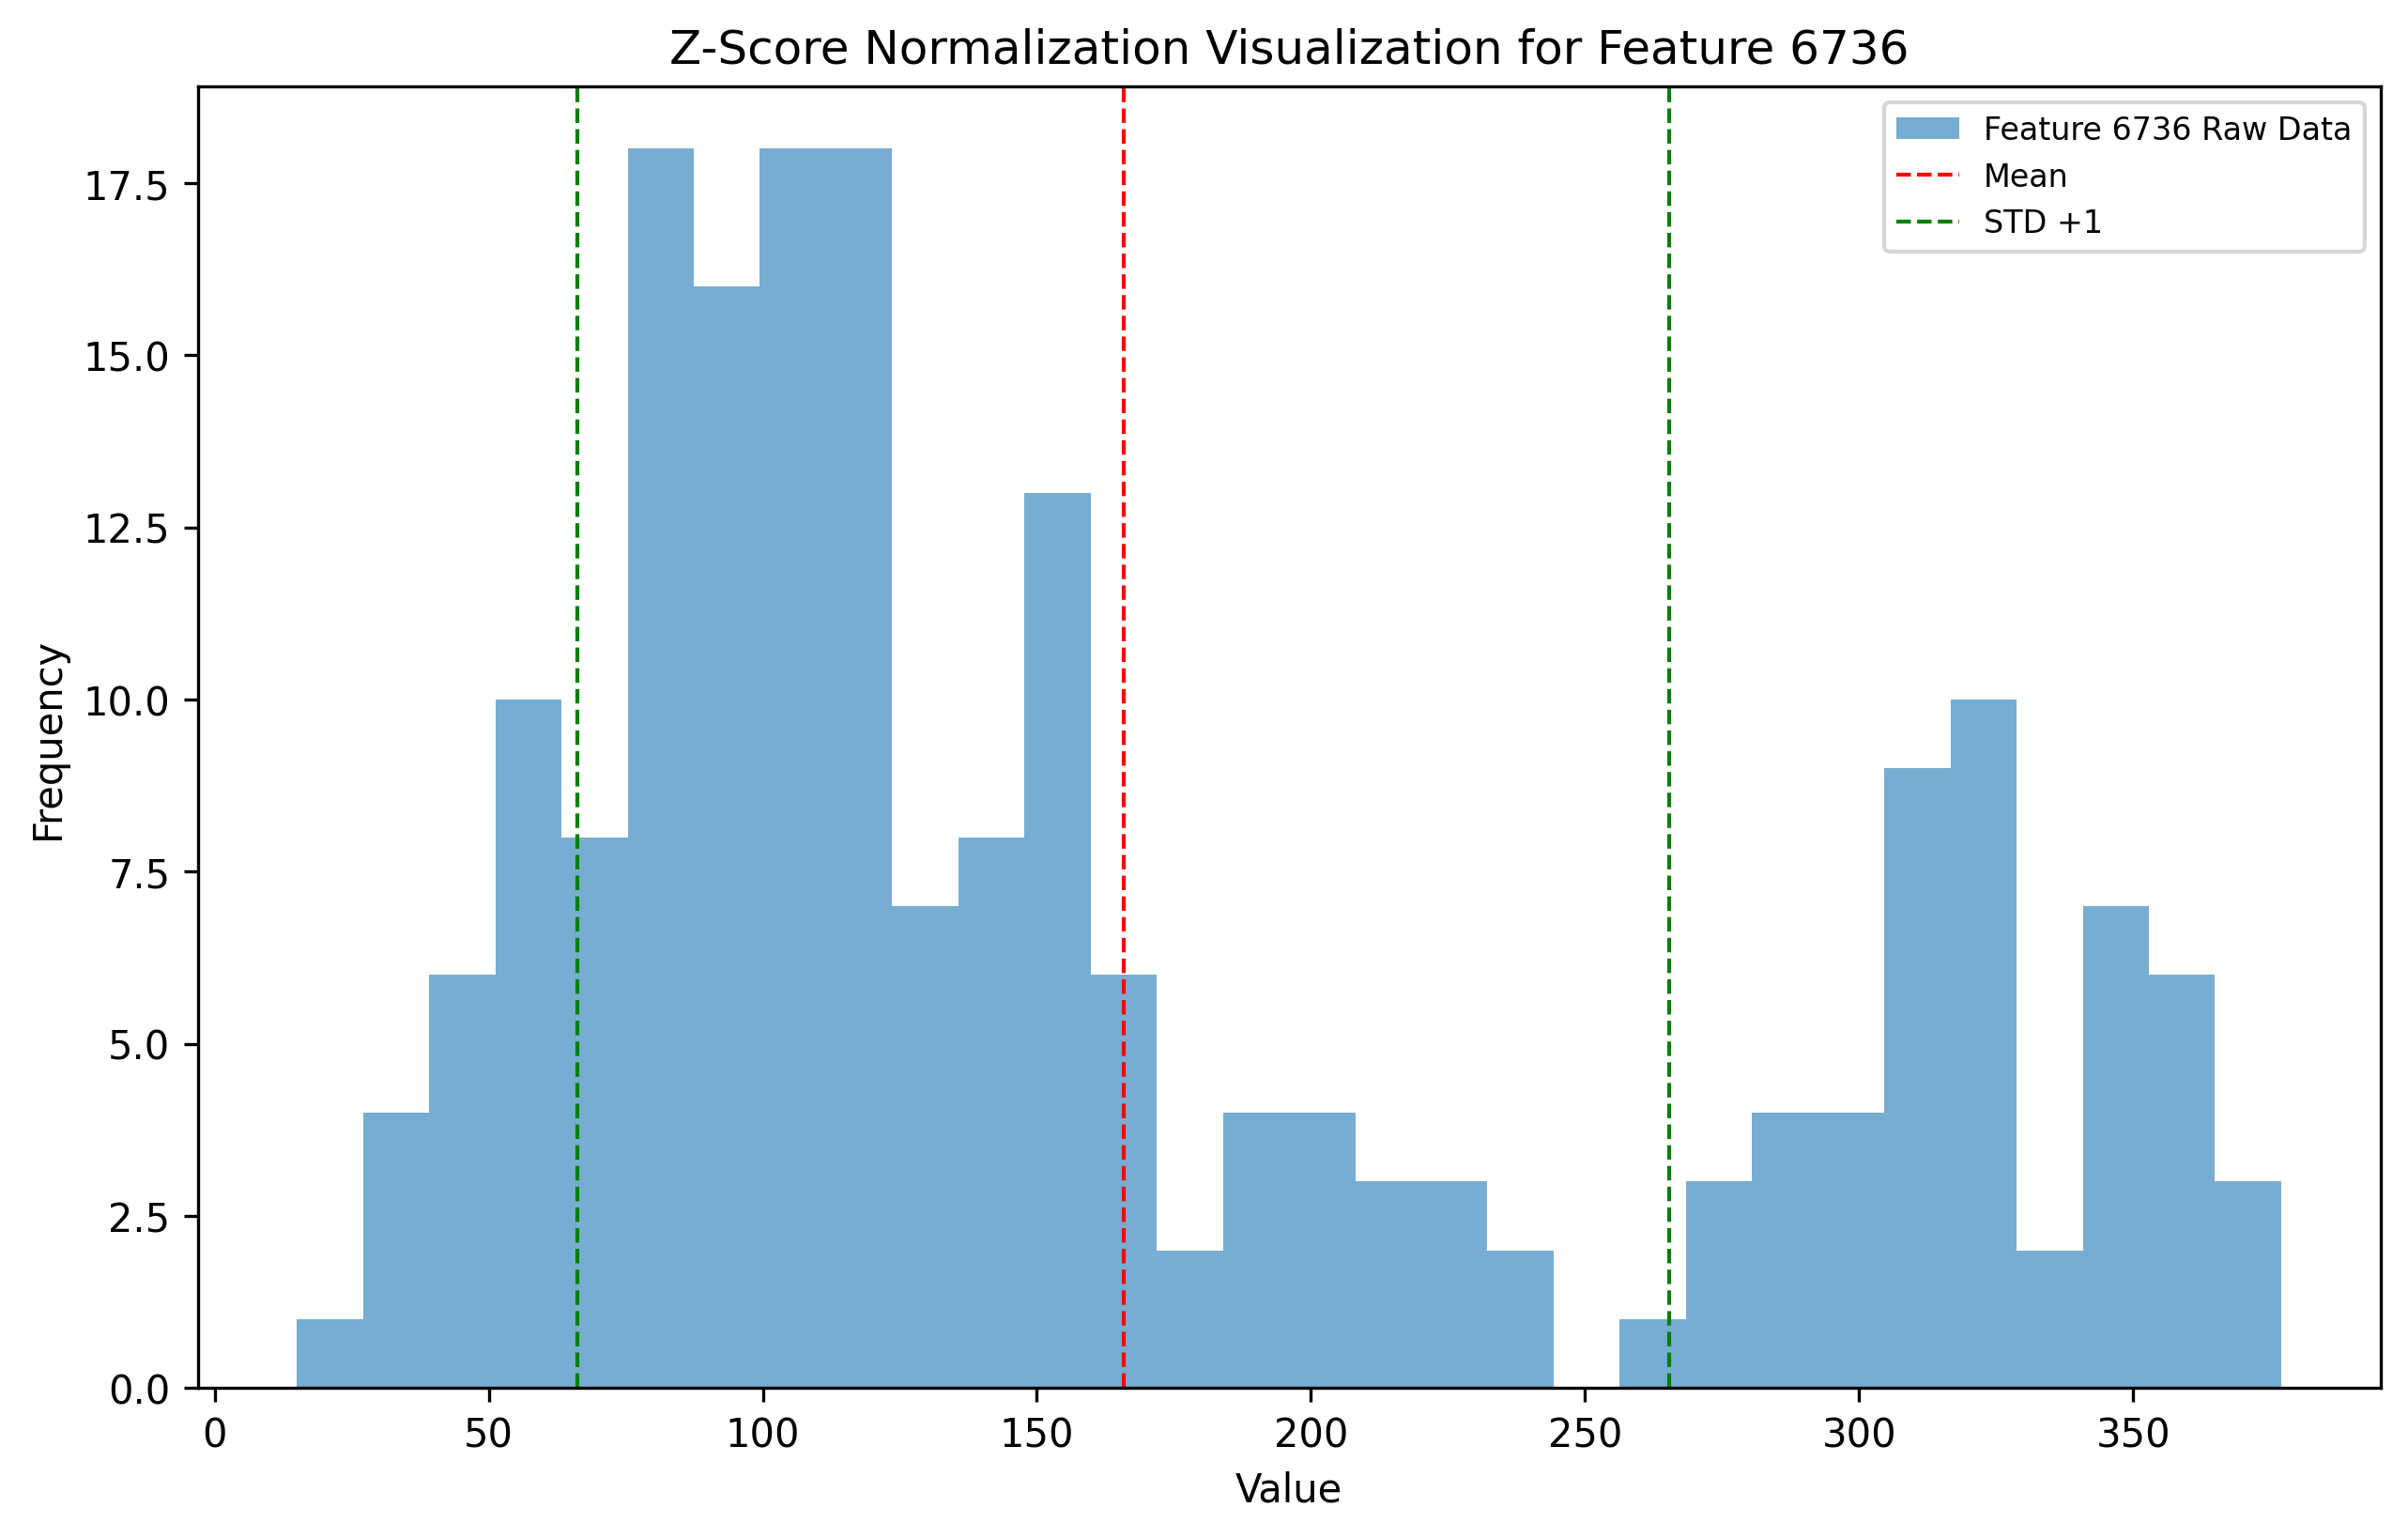 Z-Score Normalization Visualization for Feature 6736
Feature 6736 Raw Data
Mean
STD +1
17.5
15.0
12.5
10.0
7.5
5.0
2.5
0.0
Frequency
0 50 100 150 200 250 300 350
Value